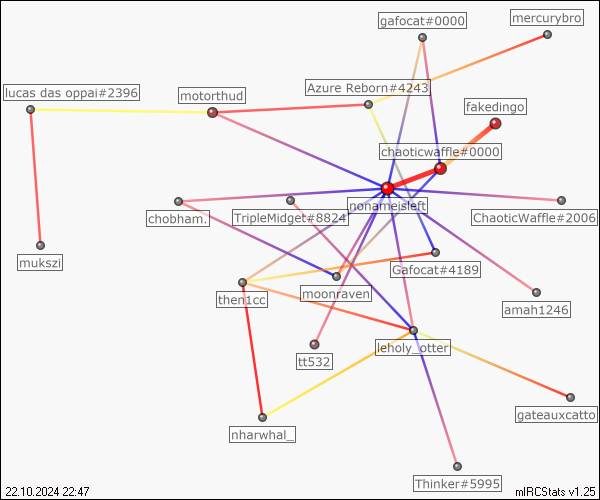 gafocat#0000
mercurybro
lucas das oppai#2396
motorthud
Azure Reborn#4243
fakedingo
chaoticwaffle#0000
nonameisleft
chobham.
TripleMidget#8824
ChaoticWaffle#2006
mukszi
Gafocat#4189
then1cc
moonraven
amah1246
leholy_otter
tt532
gateauxcatto
nharwhal_
Thinker#5995
22.10.2024 22:47
mIRCStats v1.25